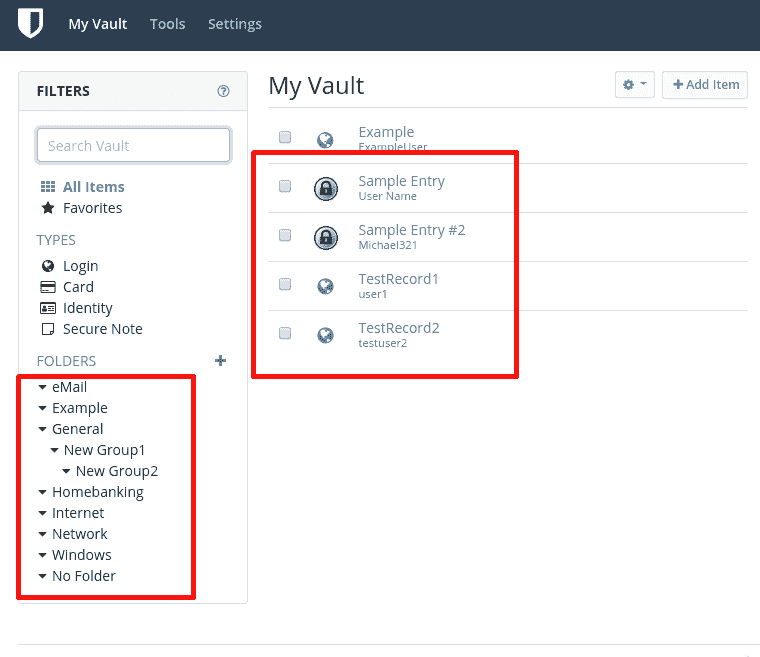 My Vault Tools Settings
FILTERS
Search Vault
All Items
Favorites
TYPES
Login
Card
Identity
Secure Note
FOLDERS
eMail
Example
General
New Group1
New Group2
Homebanking
Internet
Network
Windows
No Folder
My Vault
Add Item
Example
ExampleUser
Sample Entry
User Name
Sample Entry #2
Michael321
TestRecord1
user1
TestRecord2
testuser2